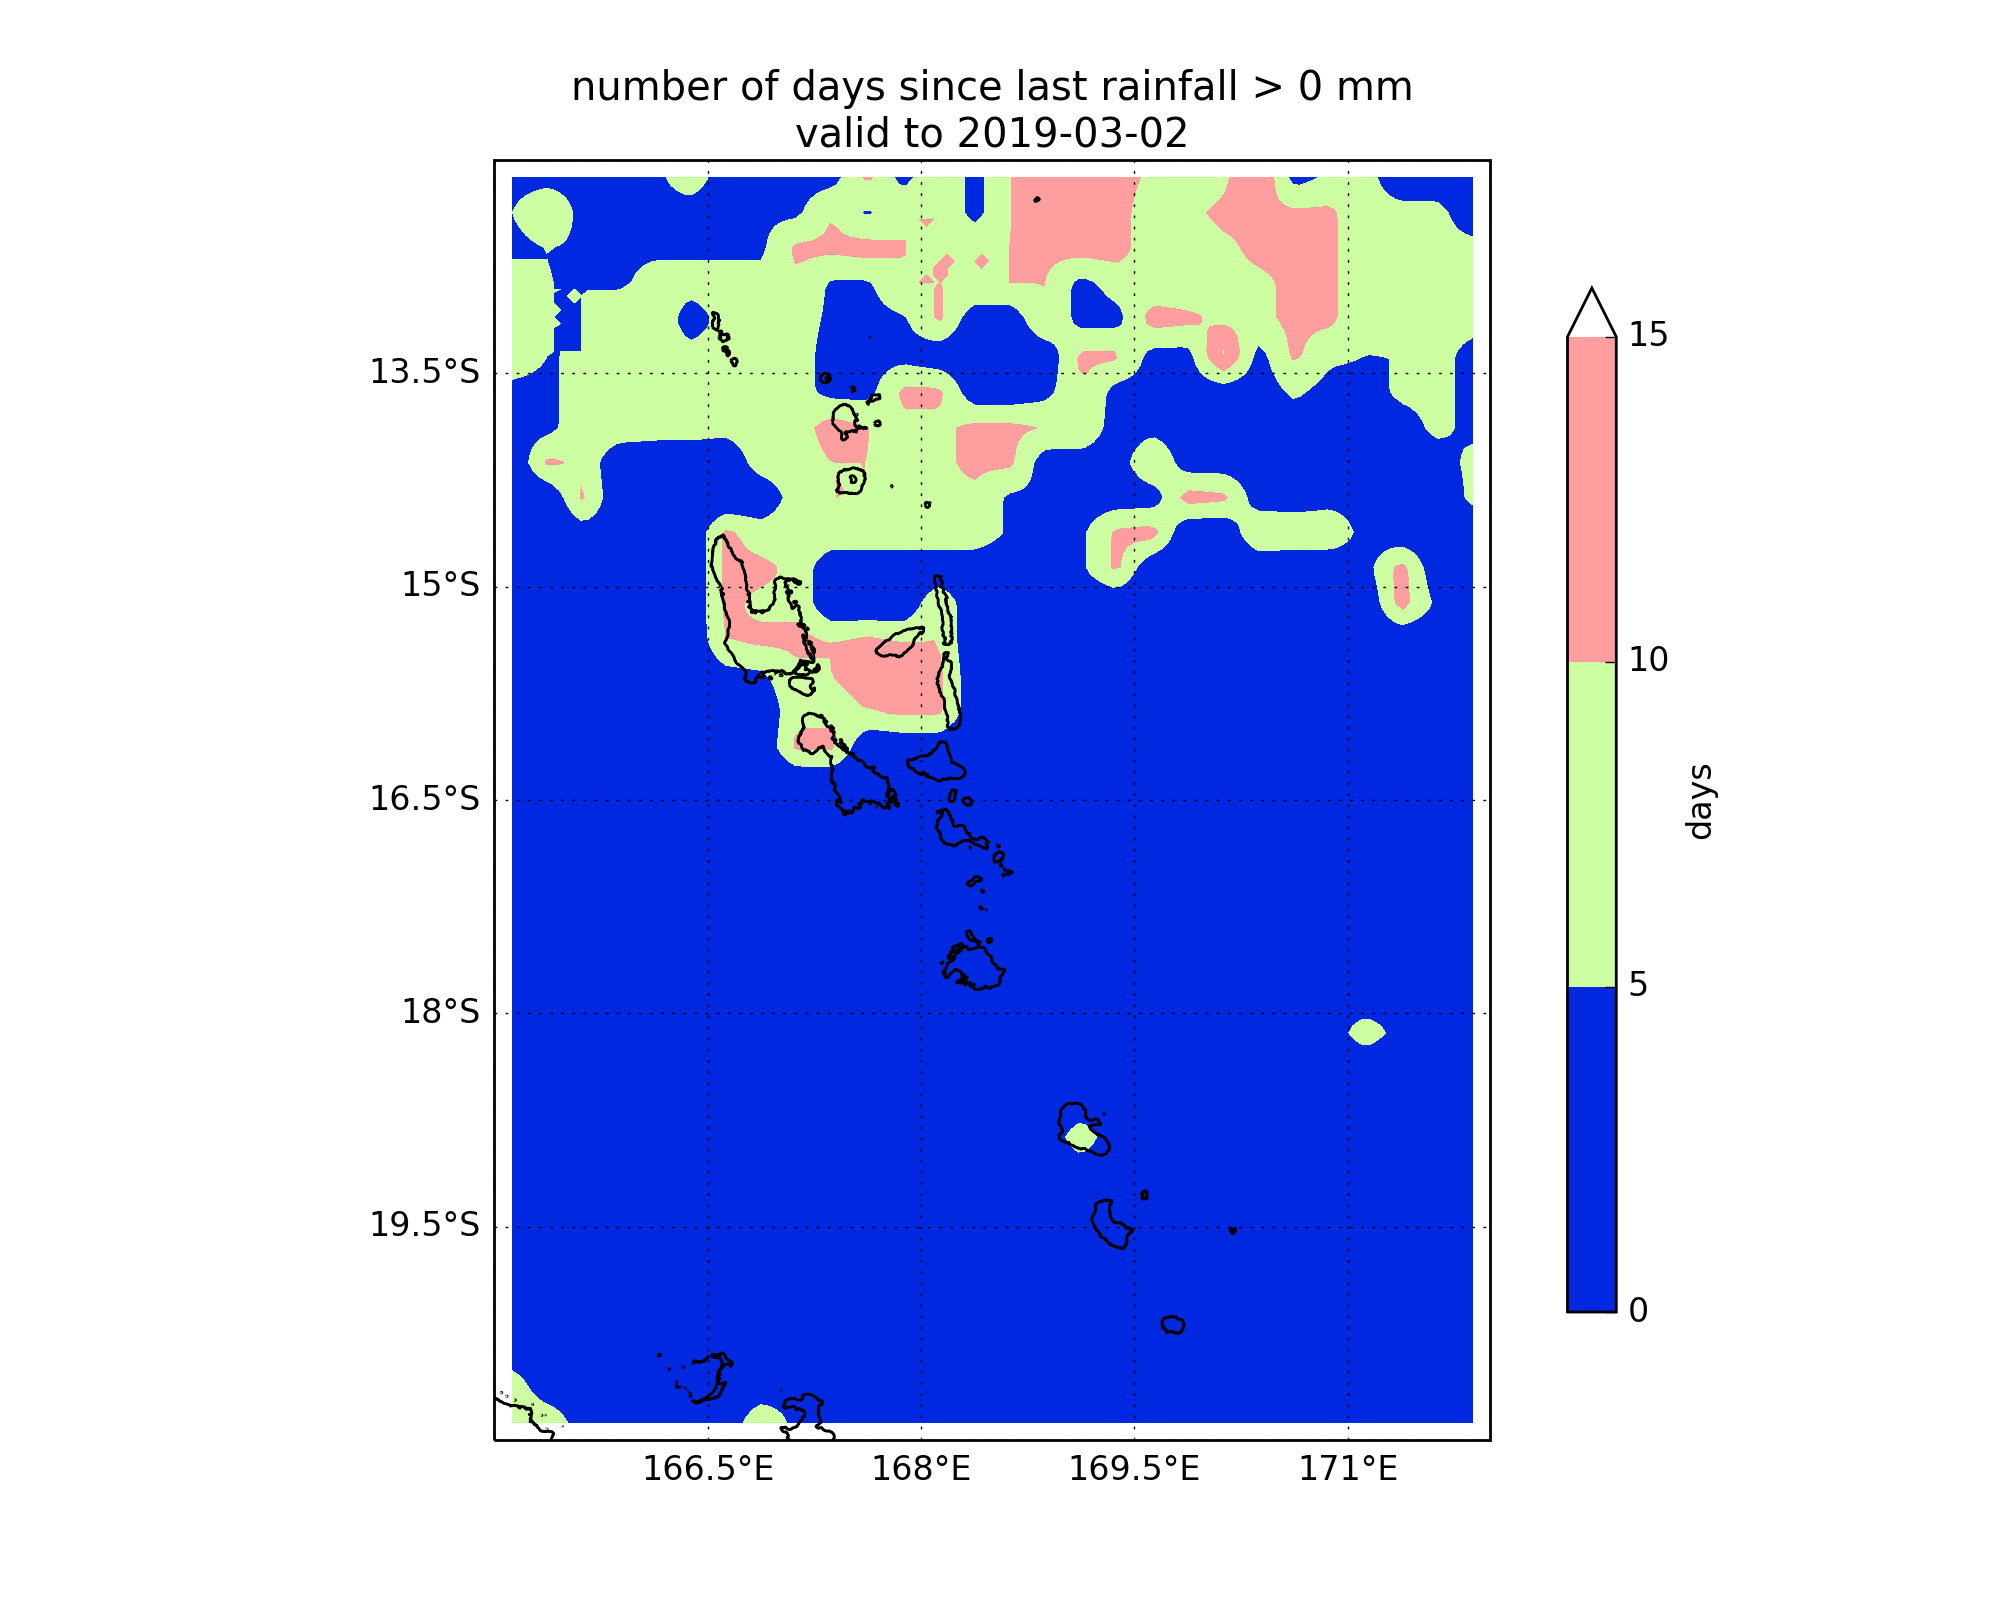 number of days since last rainfall > 0 mm
valid to 2019-03-02
13.5°S
15°S
16.5°S
18°S
19.5°S
166.5°E
168°E
169.5°E
171°E
15
10
5
0
days